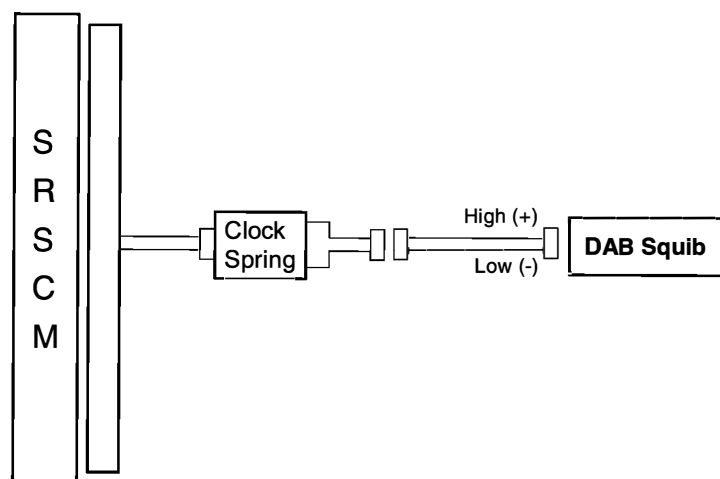 S
R
S
C
M
Clock
Spring
High (+)
Low (-)
DAB Squib